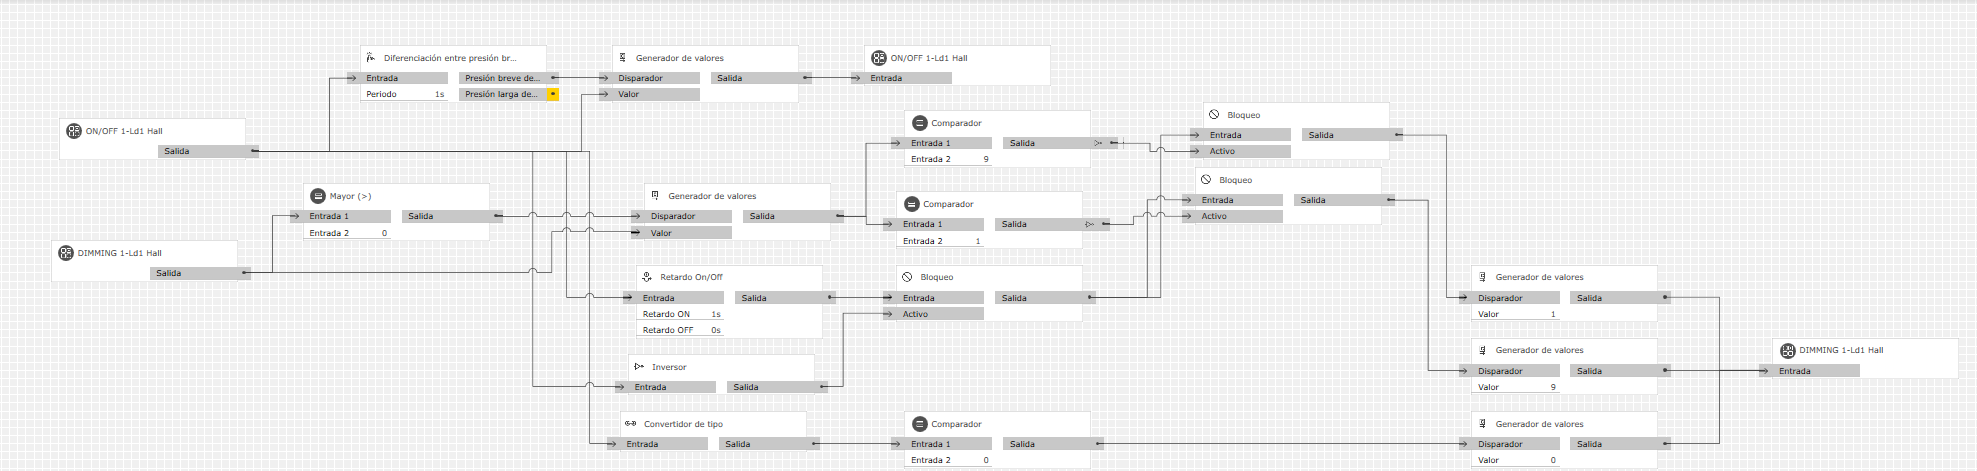 Diferenciación entre presión br...
Entrada
Presión breve de...
Periodo 1s
Presión larga de...
Generador de valores
Disparador Salida
Valor
ON/OFF 1-Ld1 Hall
Entrada
ON/OFF 1-Ld1 Hall
Salida
Comparador
Entrada 1 Salida
Entrada 2 9
Bloqueo
Entrada Salida
Activo
Mayor (>)
Entrada 1 Salida
Entrada 2 0
Generador de valores
Disparador Salida
Valor
Comparador
Entrada 1 Salida
Entrada 2 1
Bloqueo
Entrada Salida
Activo
DIMMING 1-Ld1 Hall
Salida
Retardo On/Off
Entrada Salida
Retardo ON 1s
Retardo OFF 0s
Bloqueo
Entrada Salida
Activo
Generador de valores
Disparador Salida
Valor 1
Inversor
Entrada Salida
Generador de valores
Disparador Salida
Valor 9
DIMMING 1-Ld1 Hall
Entrada
Convertidor de tipo
Entrada Salida
Comparador
Entrada 1 Salida
Entrada 2 0
Generador de valores
Disparador Salida
Valor 0